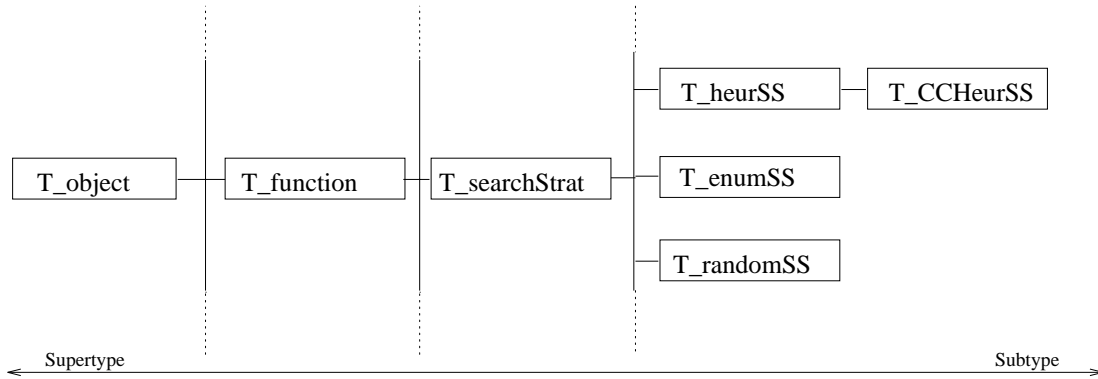 T_heurSS
T_CCHeurSS
T_object
T_function
T_searchStrat
T_enumSS
T_randomSS
Supertype
Subtype